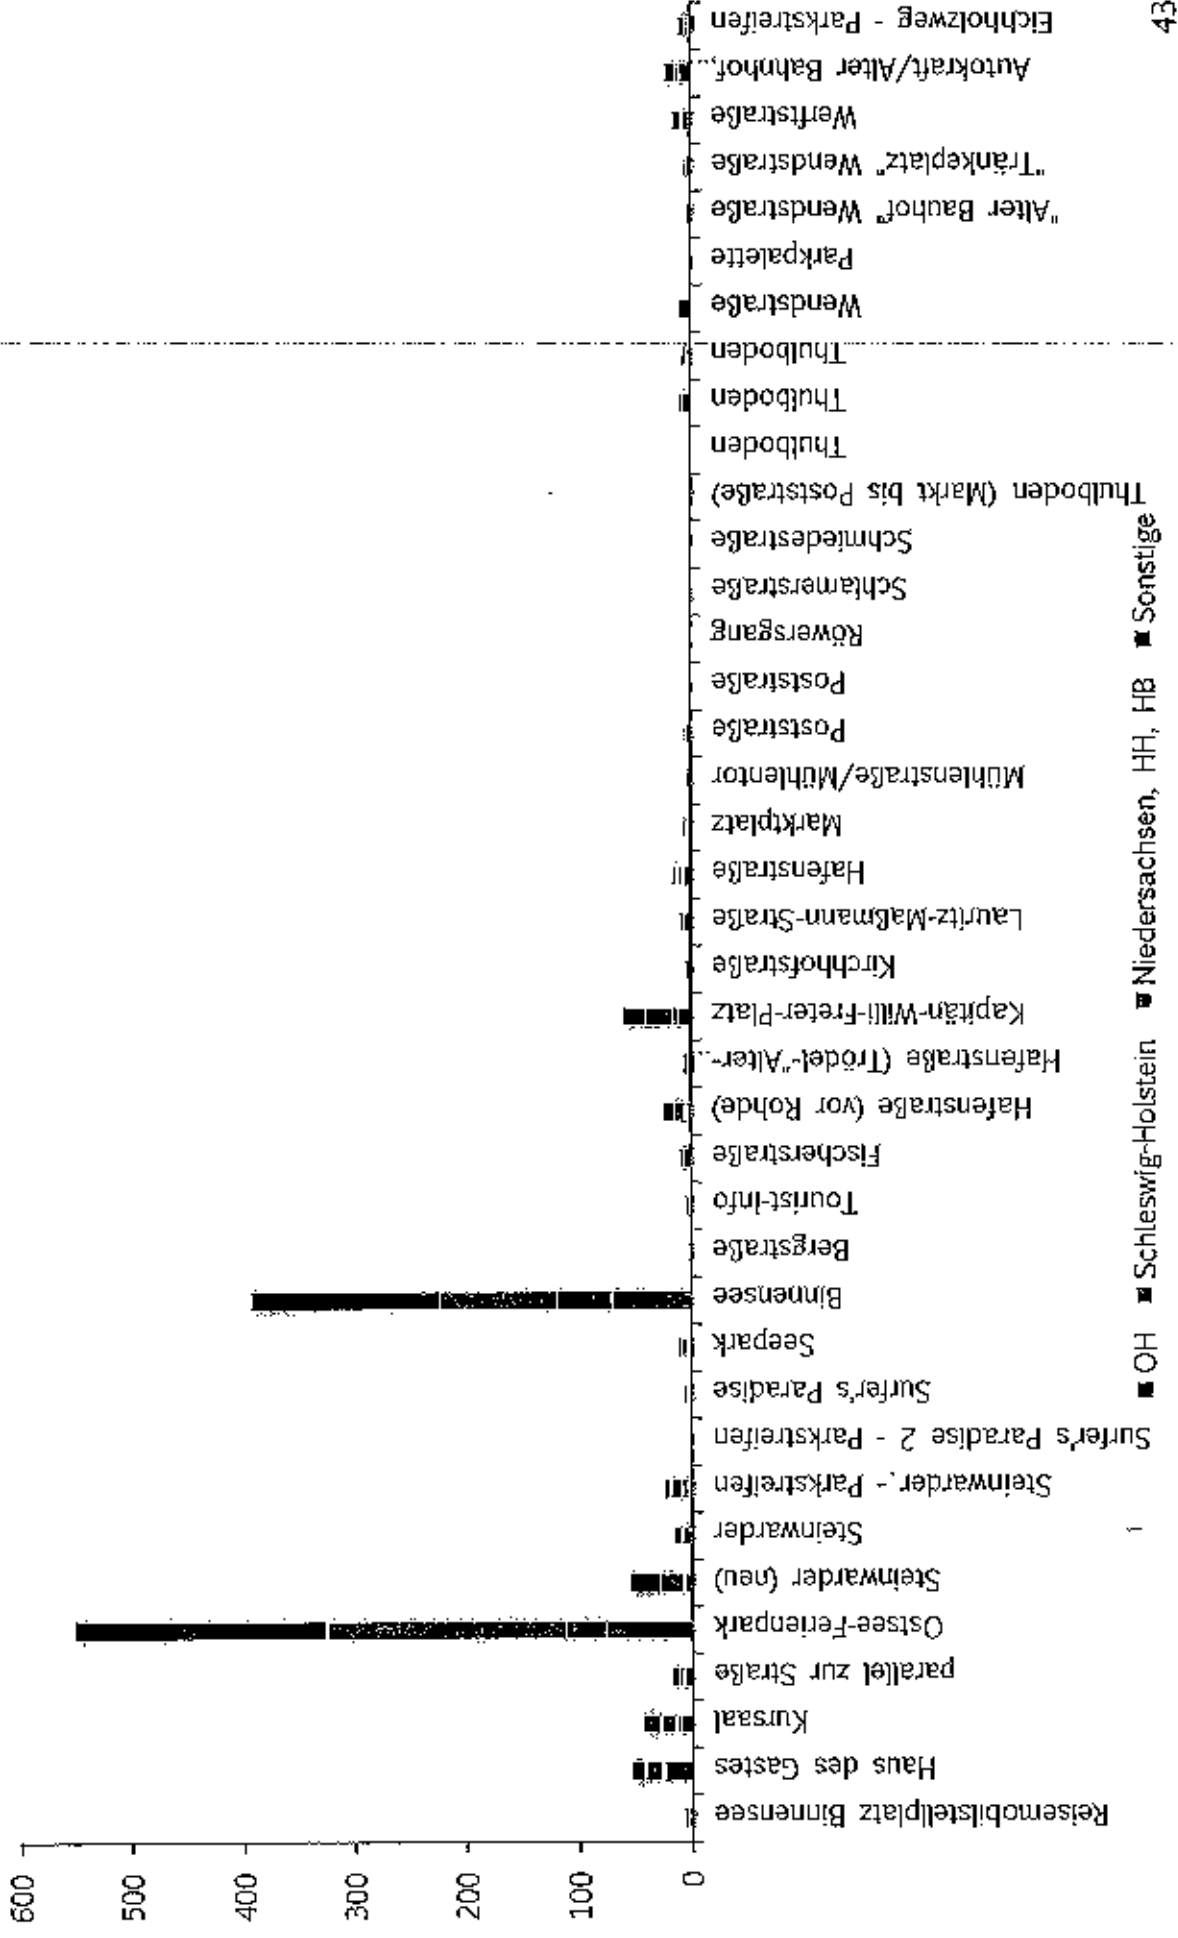 600
500
400
300
200
100
0
Reisemobilstellplatz Binnensee
Haus des Gastes
Kursaal
parallel zur Straße
Ostsee-Ferienpark
Steinwarder (neu)
Steinwarder
Steinwarder,- Parkstreifen
Surfer's Paradise 2 - Parkstreifen
Surfer's Paradise
Seepark
Binnensee
Bergstraße
Tourist-Info
Fischerstraße
Hafenstraße (vor Rohde)
Hafenstraße (Trödel-"Alter-...
Kapitän-Willi-Freter-Platz
Kirchhofstraße
Lauritz-Maßmann-Straße
Hafenstraße
Marktplatz
Mühlenstraße/Mühlentor
Poststraße
Poststraße
Röwersgang
Schlamerstraße
Schmiedestraße
Thulboden (Markt bis Poststraße)
Thulboden
Thulboden
Thulboden
Wendstraße
Parkpalette
"Alter Bauhof" Wendstraße
"Tränkeplatz" Wendstraße
Werftstraße
Autokraft/Alter Bahnhof,...
Eichholzweg - Parkstreifen
OH Schleswig-Holstein Niedersachsen, HH, HB Sonstige
43